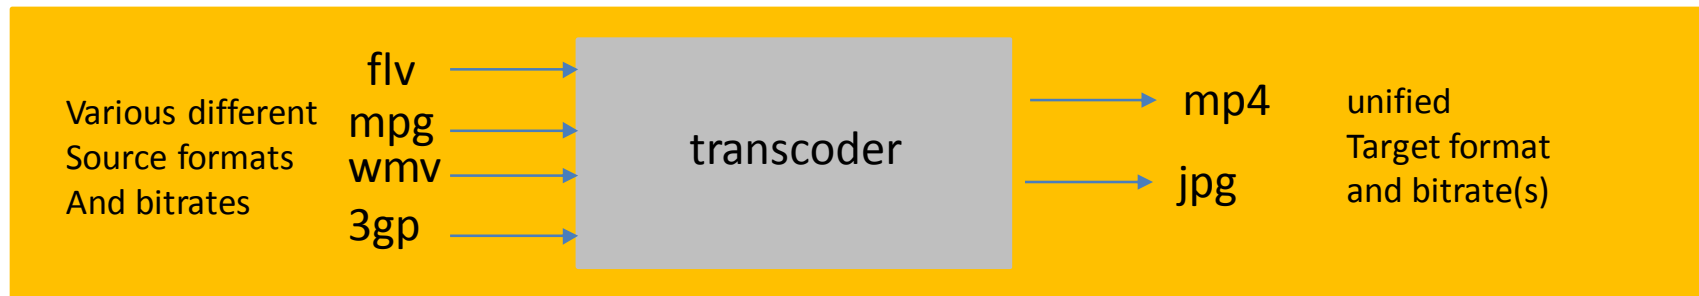 Various different
Source formats
And bitrates
flv
mpg
wmv
3gp
transcoder
mp4
jpg
unified
Target format
and bitrate(s)